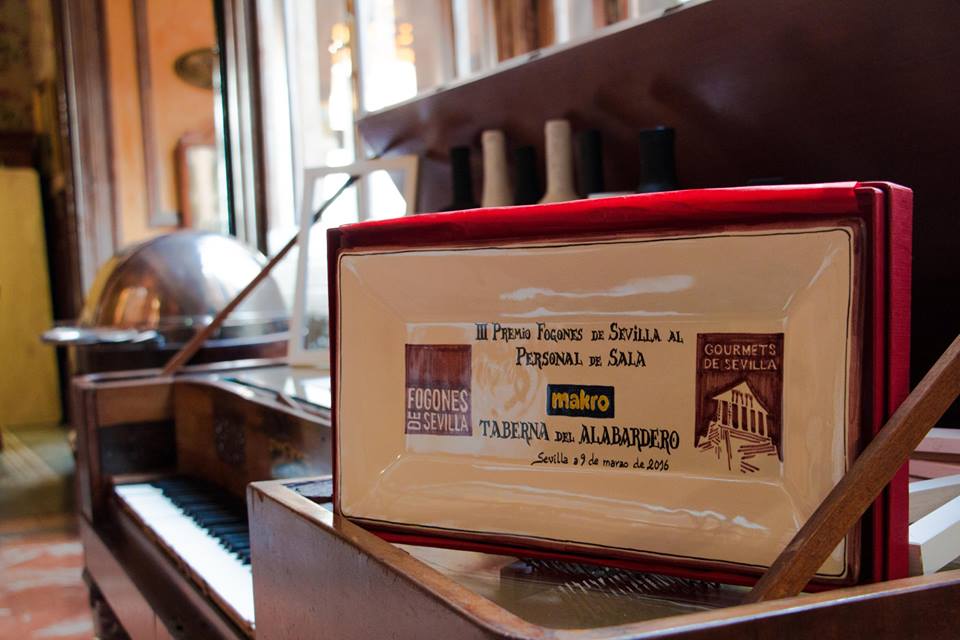 III PREMIO FOGONES DE SEVILLA AL
PERSONAL DE SALA
FOGONES
DE SEVILLA
makro
GOURMETS
DE SEVILLA
TABERNA DEL ALABARDERO
Sevilla a 9 de marzo de 2016